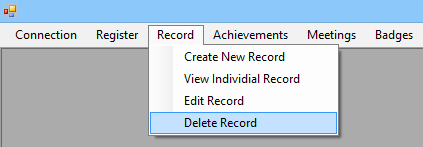 Connection Register Record Achievements Meetings Badges
Create New Record
View Individial Record
Edit Record
Delete Record